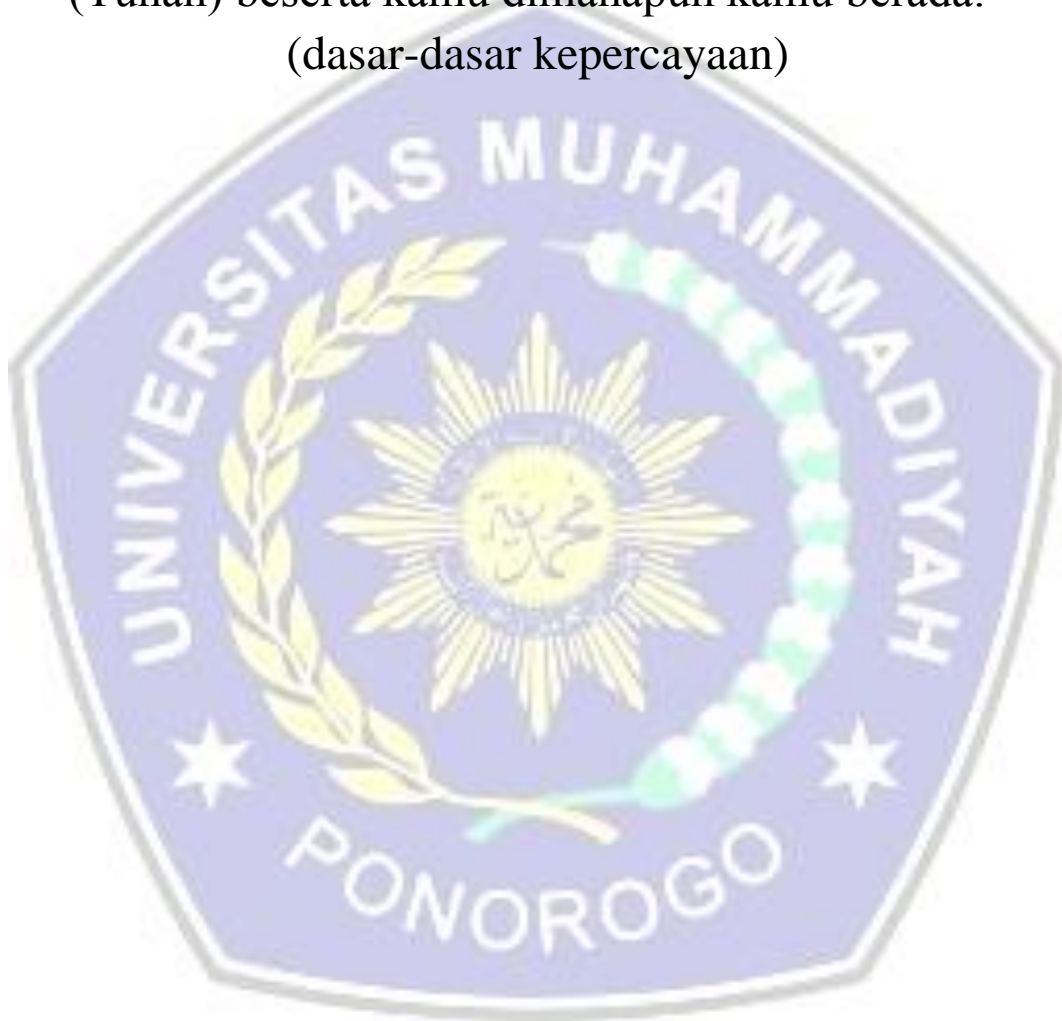 (Tuhan) beserta kamu dimanapun kamu berada.
(dasar-dasar kepercayaan)
UNIVERSITAS MUHAMMADIYAH
PONOROGO